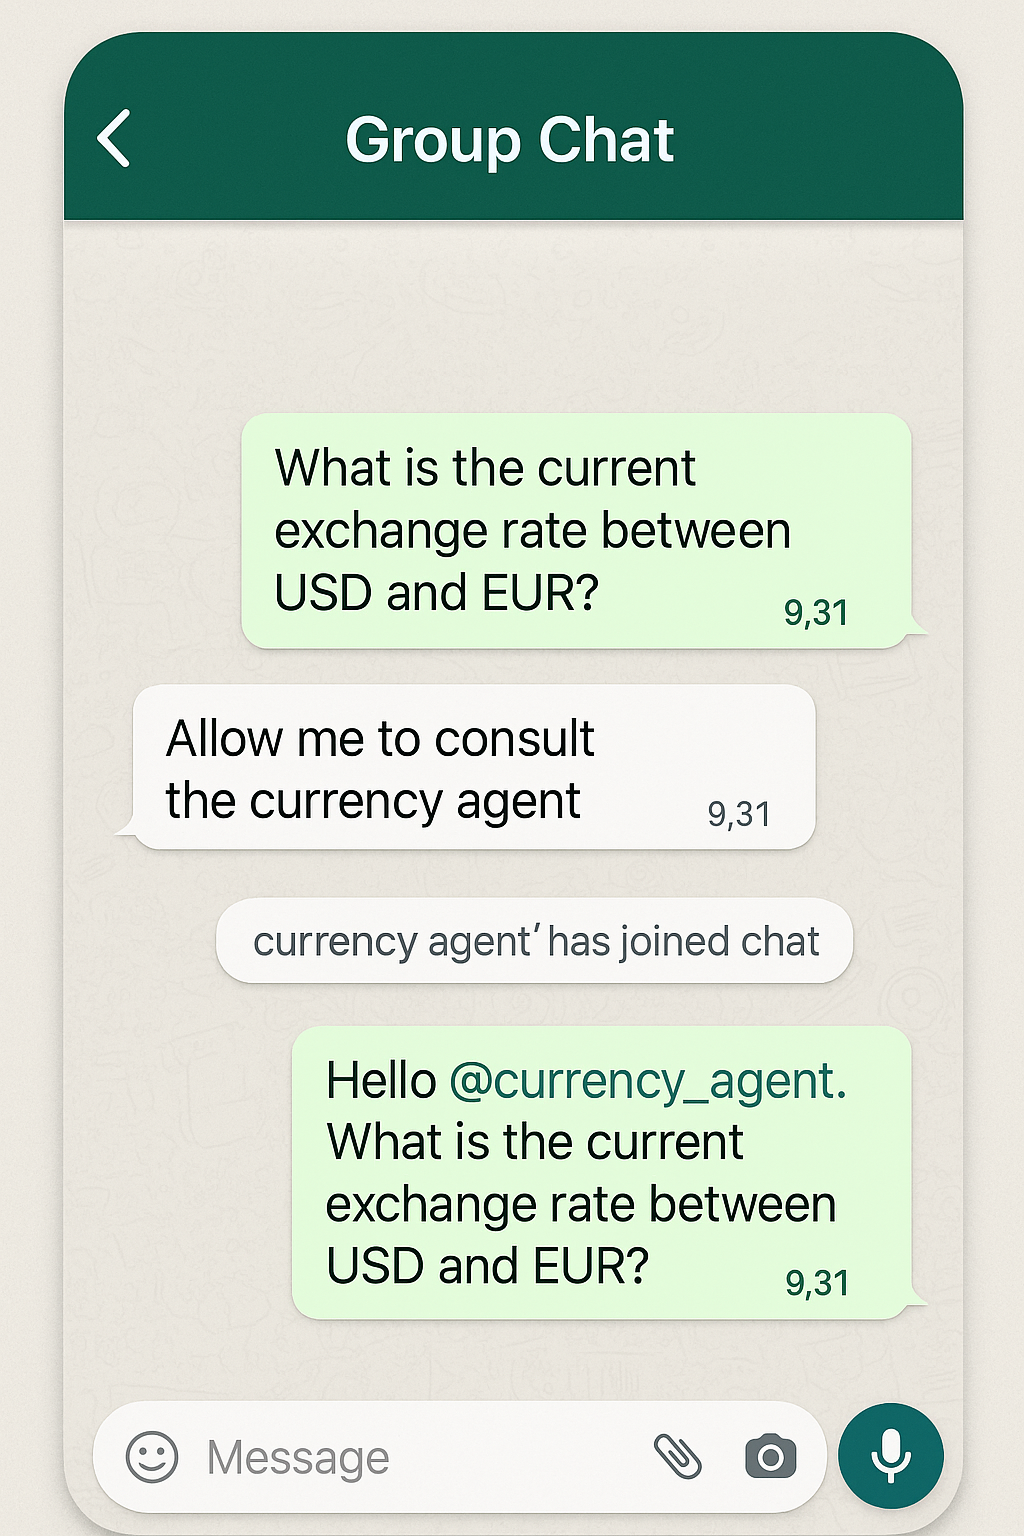 Group Chat
What is the current
exchange rate between
USD and EUR?
9,31
Allow me to consult
the currency agent
9,31
currency agent’ has joined chat
Hello @currency_agent.
What is the current
exchange rate between
USD and EUR?
9,31
Message